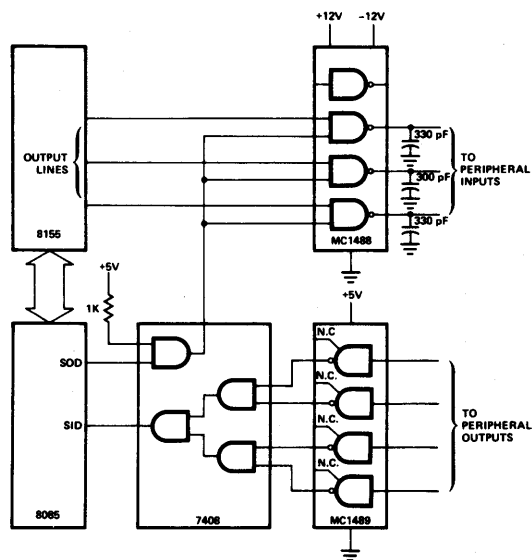 +12V
-12V
OUTPUT
LINES
8155
330 pF
300 pF
330 pF
TO
PERIPHERAL
INPUTS
MC1488
+5V
1K
+5V
SOD
SID
N.C
N.C.
N.C.
N.C.
TO
PERIPHERAL
OUTPUTS
8085
7408
MC1489